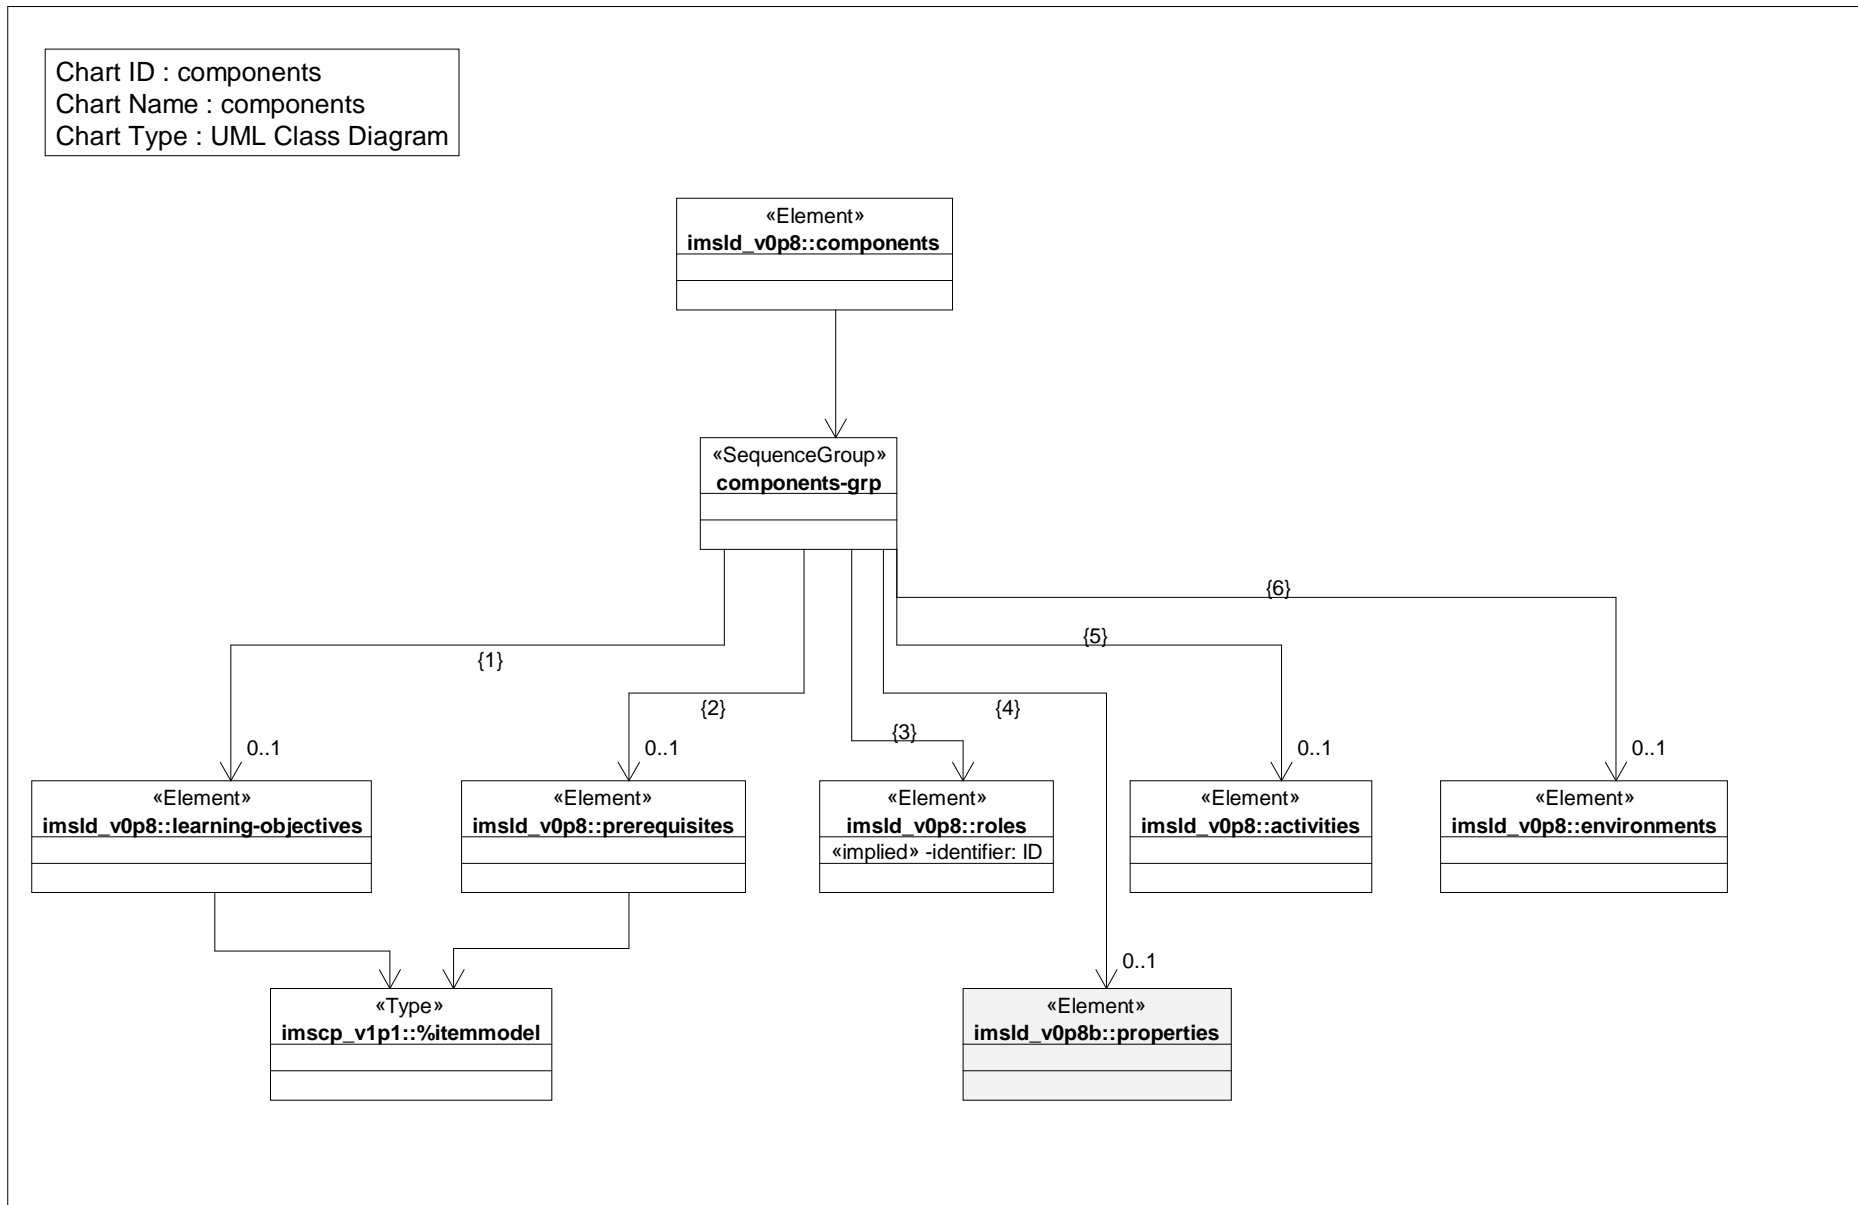 Chart ID : components
Chart Name : components
Chart Type : UML Class Diagram
«Element»
imsld_v0p8::components
«SequenceGroup»
components-grp
{6}
{5}
{1}
{2}
{4}
{3}
0..1
0..1
0..1
0..1
«Element»
imsld_v0p8::learning-objectives
«Element»
imsld_v0p8::prerequisites
«Element»
imsld_v0p8::roles
«implied» -identifier: ID
«Element»
imsld_v0p8::activities
«Element»
imsld_v0p8::environments
0..1
«Type»
imscp_v1p1::%itemmodel
«Element»
imsld_v0p8b::properties